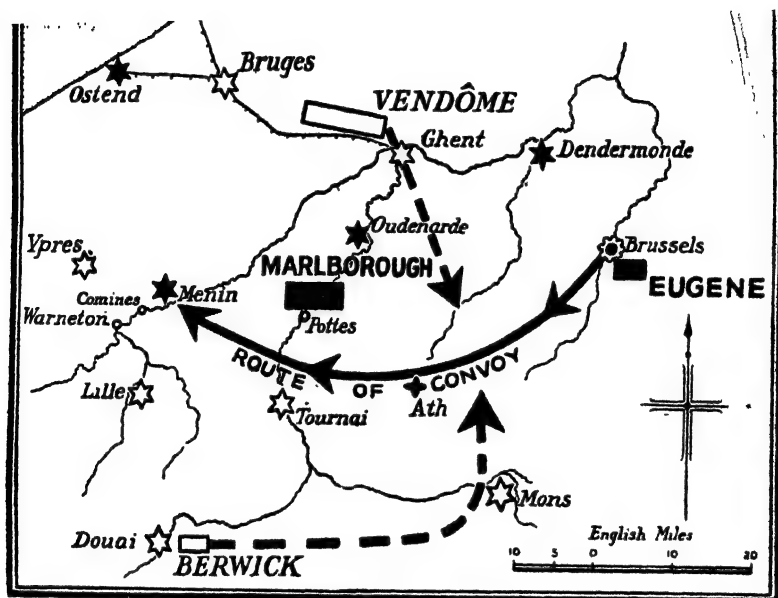 Bruges
Ostend
VENDÔME
Ghent
Dendermonde
Oudenarde
Ypres
Brussels
MARLBOROUGH
EUGENE
Comines
Menin
Warneton
Pottes
ROUTE OF CONVOY
Lille
Ath
Tournai
Mons
Douai
BERWICK
English Miles
10 5 0 10 20